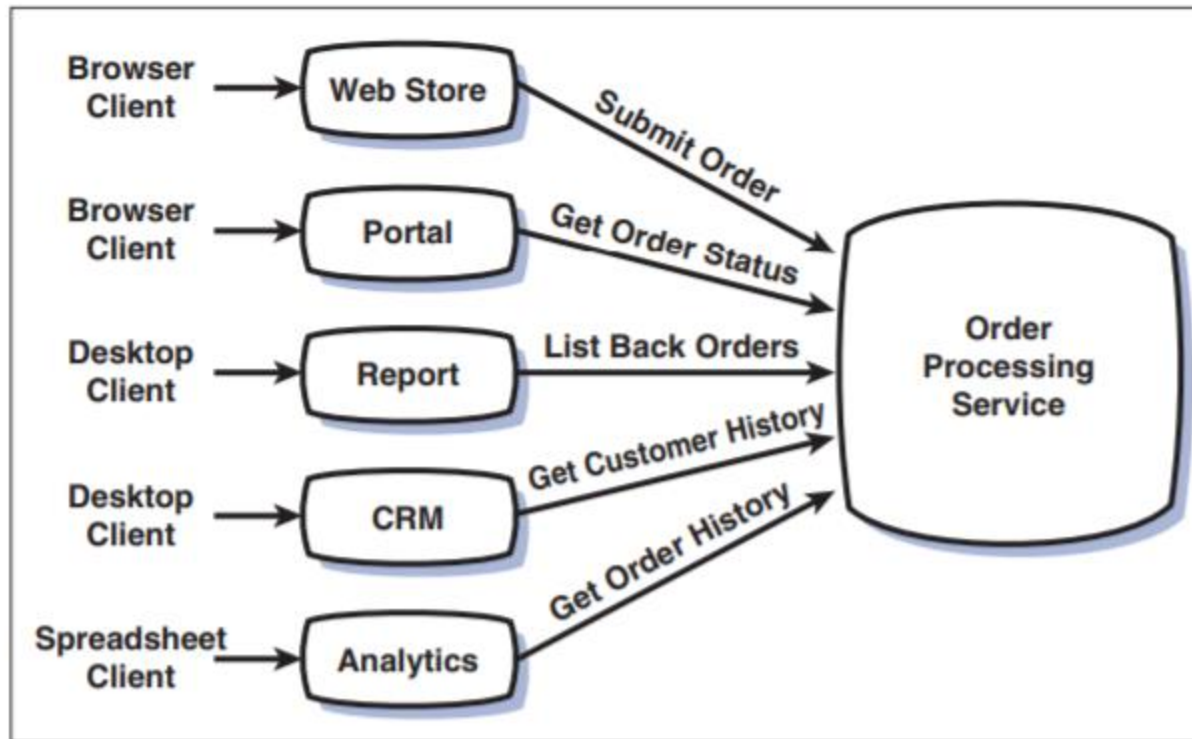 Browser
Client
Web Store
Submit Order
Browser
Client
Portal
Get Order Status
Desktop
Client
Report
List Back Orders
Order
Processing
Service
Desktop
Client
CRM
Get Customer History
Spreadsheet
Client
Analytics
Get Order History